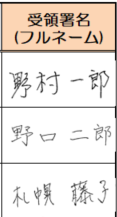 受領署名
(フルネーム)
野村 一郎
野口 二郎
札幌 藤子